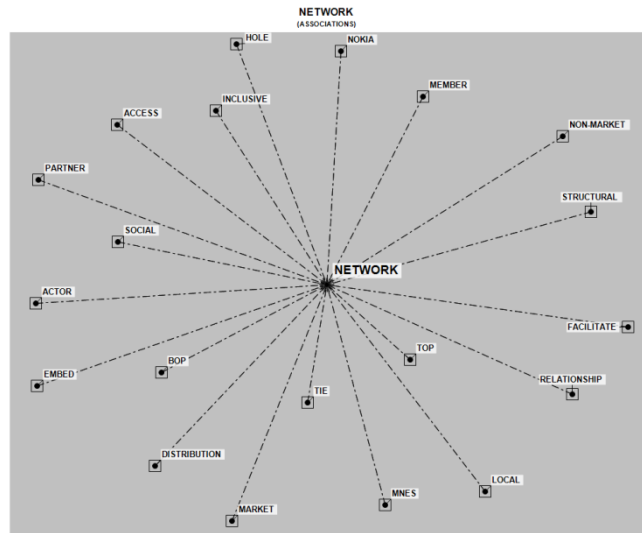 NETWORK
(ASSOCIATIONS)
HOLE
NOKIA
MEMBER
INCLUSIVE
ACCESS
NON-MARKET
PARTNER
STRUCTURAL
SOCIAL
NETWORK
ACTOR
FACILITATE
TOP
BOP
EMBED
RELATIONSHIP
TIE
DISTRIBUTION
LOCAL
MNES
MARKET